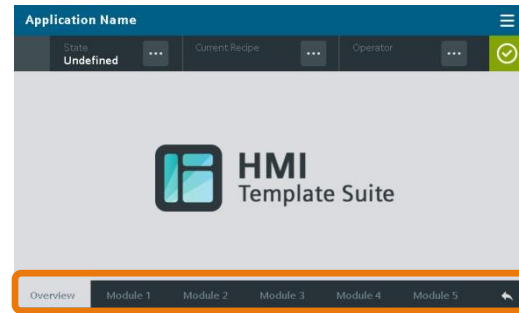 Application Name
State
Undefined
...
Current Recipe
...
Operator
...
HMI
Template Suite
Overview
Module 1
Module 2
Module 3
Module 4
Module 5